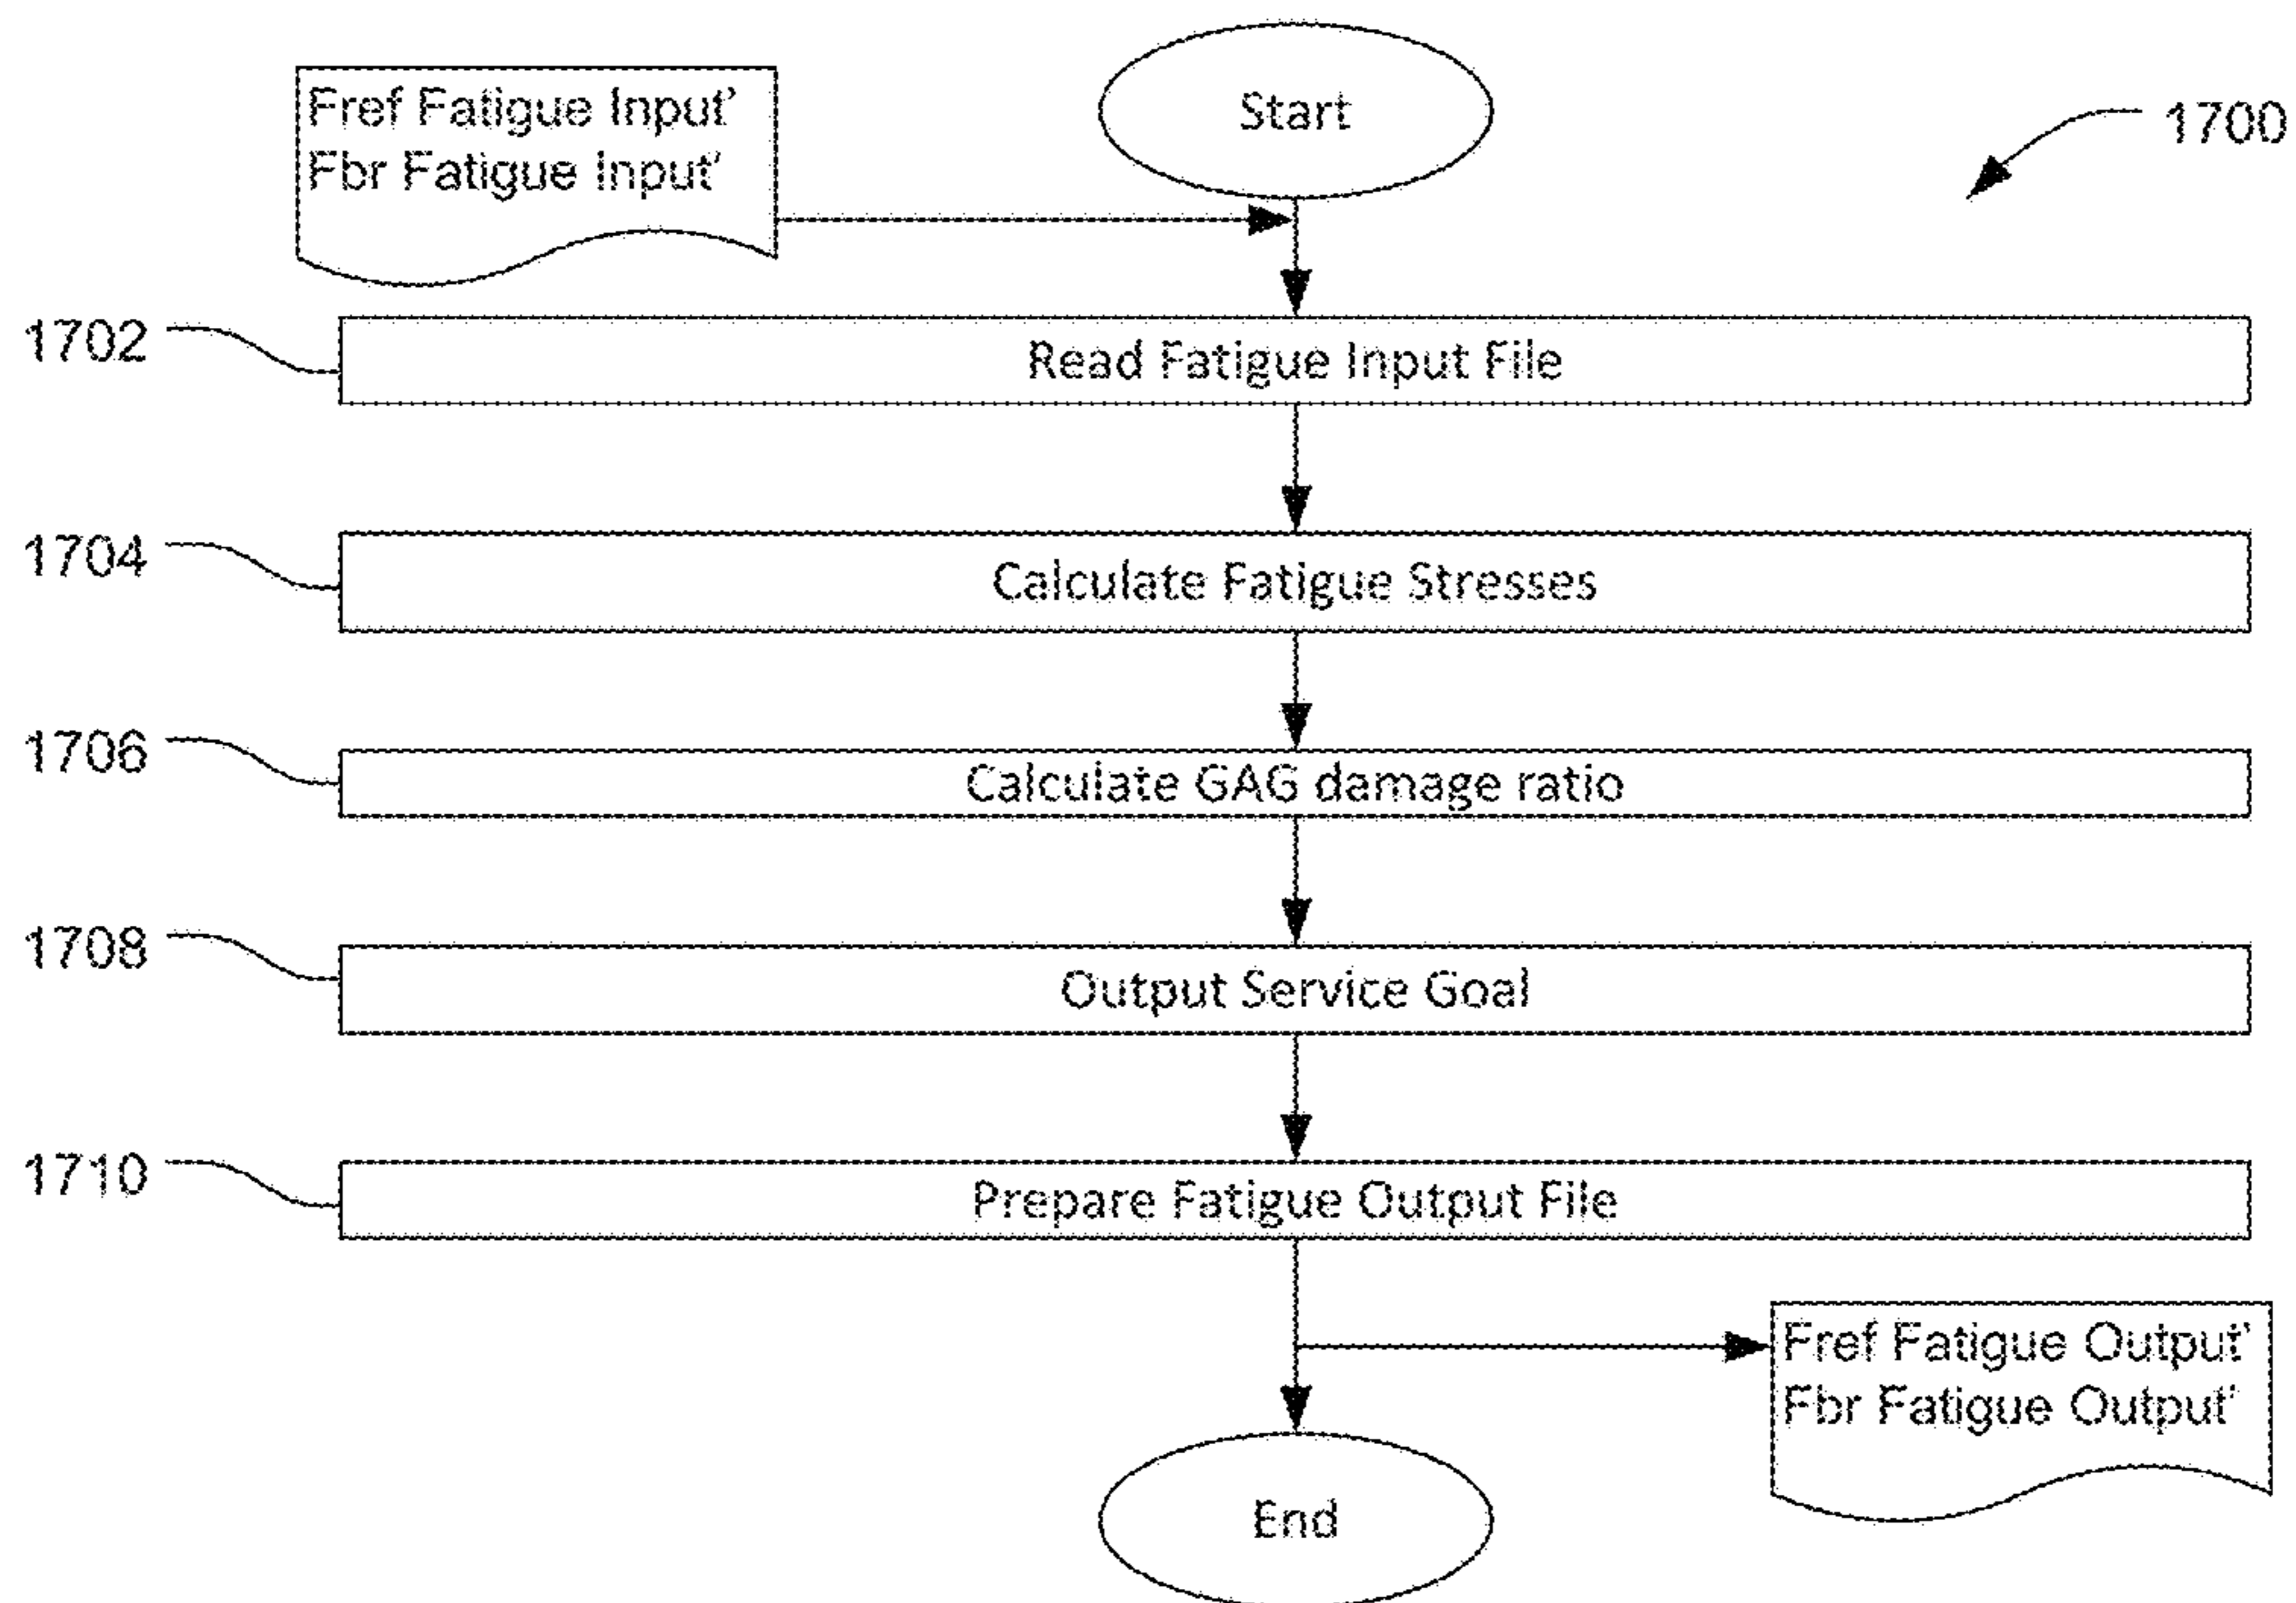 Start
Fref Fatigue Input'
Fbr Fatigue Input'
1700
1702
Read Fatigue Input File
1704
Calculate Fatigue Stresses
1706
Calculate GAG damage ratio
1708
Output Service Goal
1710
Prepare Fatigue Output File
Fref Fatigue Output'
Fbr Fatigue Output'
End